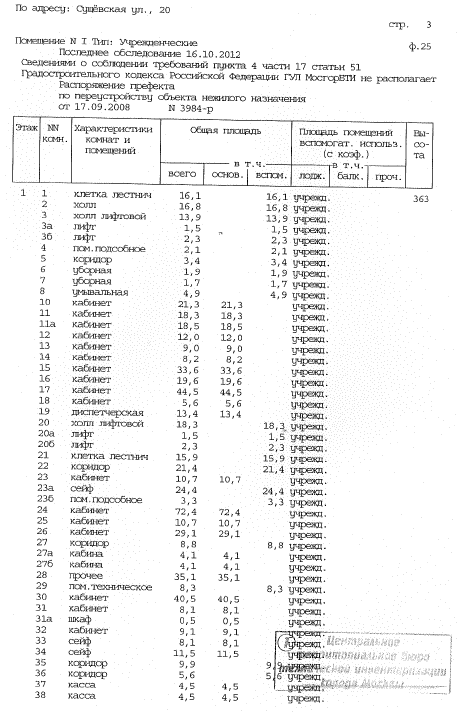 По адресу: Сущёвская ул., 20
стр. 3
Помещение N I Тип: Учрежденческие
ф.25
Последнее обследование 16.10.2012
Сведениями о соблюдении требований пункта 4 части 17 статьи 51
Градостроительного кодекса Российской Федерации ГУП МосгорБТИ не располагает
Распоряжение префекта
по переустройству объекта нежилого назначения
от 17.09.2008 N 3984-р
Этаж NN комн. Характеристики комнат и помещений Общая площадь Площадь помещений вспомогат. использ. (с коэф.) Вы-со-та
в т.ч. в т.ч.
всего основ. вспом. лодж. балк. проч.
1 1 клетка лестнич 16,1 16,1 учрежд. 363
2 холл 16,8 16,8 учрежд.
3 холл лифтовой 13,9 13,9 учрежд.
3а лифт 1,5 1,5 учрежд.
3б лифт 2,3 2,3 учрежд.
4 пом.подсобное 2,1 2,1 учрежд.
5 коридор 3,4 3,4 учрежд.
6 уборная 1,9 1,9 учрежд.
7 уборная 1,7 1,7 учрежд.
8 умывальная 4,9 4,9 учрежд.
10 кабинет 21,3 21,3 учрежд.
11 кабинет 18,3 18,3 учрежд.
11а кабинет 18,5 18,5 учрежд.
12 кабинет 12,0 12,0 учрежд.
13 кабинет 9,0 9,0 учрежд.
14 кабинет 8,2 8,2 учрежд.
15 кабинет 33,6 33,6 учрежд.
16 кабинет 19,6 19,6 учрежд.
17 кабинет 44,5 44,5 учрежд.
18 кабинет 5,6 5,6 учрежд.
19 диспетчерская 13,4 13,4 учрежд.
20 холл лифтовой 18,3 18,3 учрежд.
20а лифт 1,5 1,5 учрежд.
20б лифт 2,3 2,3 учрежд.
21 клетка лестнич 15,9 15,9 учрежд.
22 коридор 21,4 21,4 учрежд.
23 кабинет 10,7 10,7 учрежд.
23а сейф 24,4 24,4 учрежд.
23б пом.подсобное 3,3 3,3 учрежд.
24 кабинет 72,4 72,4 учрежд.
25 кабинет 10,7 10,7 учрежд.
26 кабинет 29,1 29,1 учрежд.
27 коридор 8,8 8,8 учрежд.
27а кабина 4,1 4,1 учрежд.
27б кабина 4,1 4,1 учрежд.
28 прочее 35,1 35,1 учрежд.
29 пом.техническое 8,3 8,3 учрежд.
30 кабинет 40,5 40,5 учрежд.
31 кабинет 8,1 8,1 учрежд.
31а шкаф 0,5 0,5 учрежд.
32 кабинет 9,1 9,1 учрежд.
33 сейф 8,1 8,1 учрежд.
34 сейф 11,5 11,5 учрежд.
35 коридор 9,9 9,9 учрежд.
36 коридор 5,6 5,6 учрежд.
37 касса 4,5 4,5 учрежд.
38 касса 4,5 4,5 учрежд.
Центральное
Бюро
инвентаризации
города Москвы